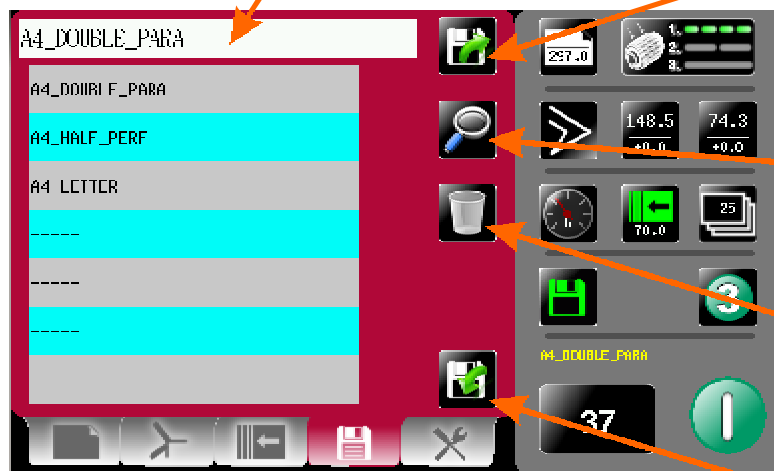 A4_DOUBLE_PARA
A4_DOUBLE_PARA
A4_HALF_PERF
A4 LETTER
-----
-----
-----
297.0
1.
2.
3.
148.5
+0.0
74.3
+0.0
h
70.0
25
3
A4_DOUBLE_PARA
37